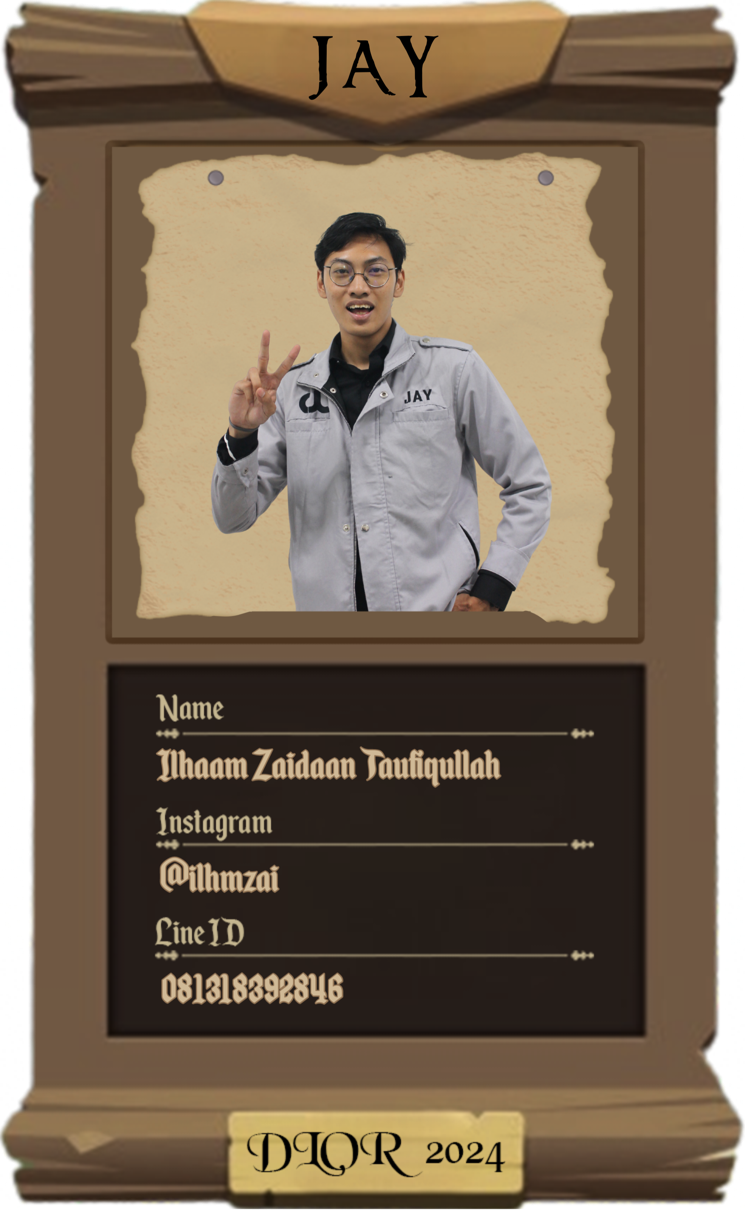 JAY
JAY
Name
Ilhaam Zaidaan Taufiqullah
Instagram
@ilhmzai
Line ID
081318392846
DLOR 2024